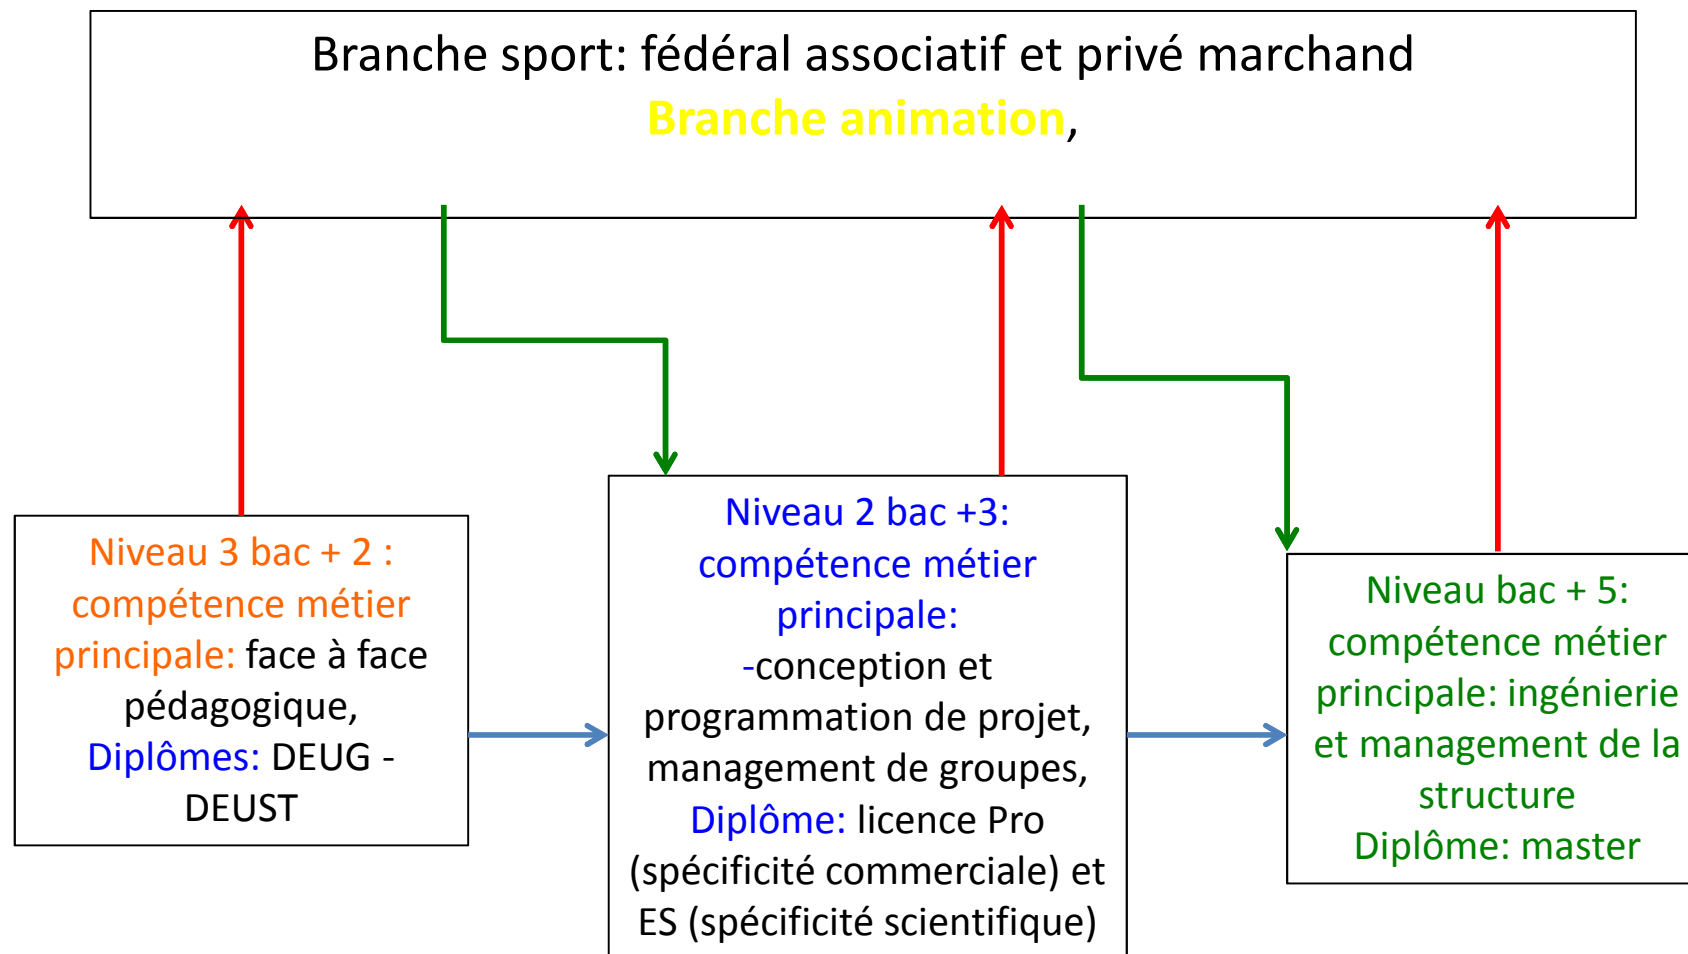 Branche sport: fédéral associatif et privé marchand
Branche animation,
Niveau 3 bac + 2 :
compétence métier
principale: face à face
pédagogique,
Diplômes: DEUG -
DEUST
Niveau 2 bac +3:
compétence métier
principale:
-conception et
programmation de projet,
management de groupes,
Diplôme: licence Pro
(spécificité commerciale) et
ES (spécificité scientifique)
Niveau bac + 5:
compétence métier
principale: ingénierie
et management de la
structure
Diplôme: master